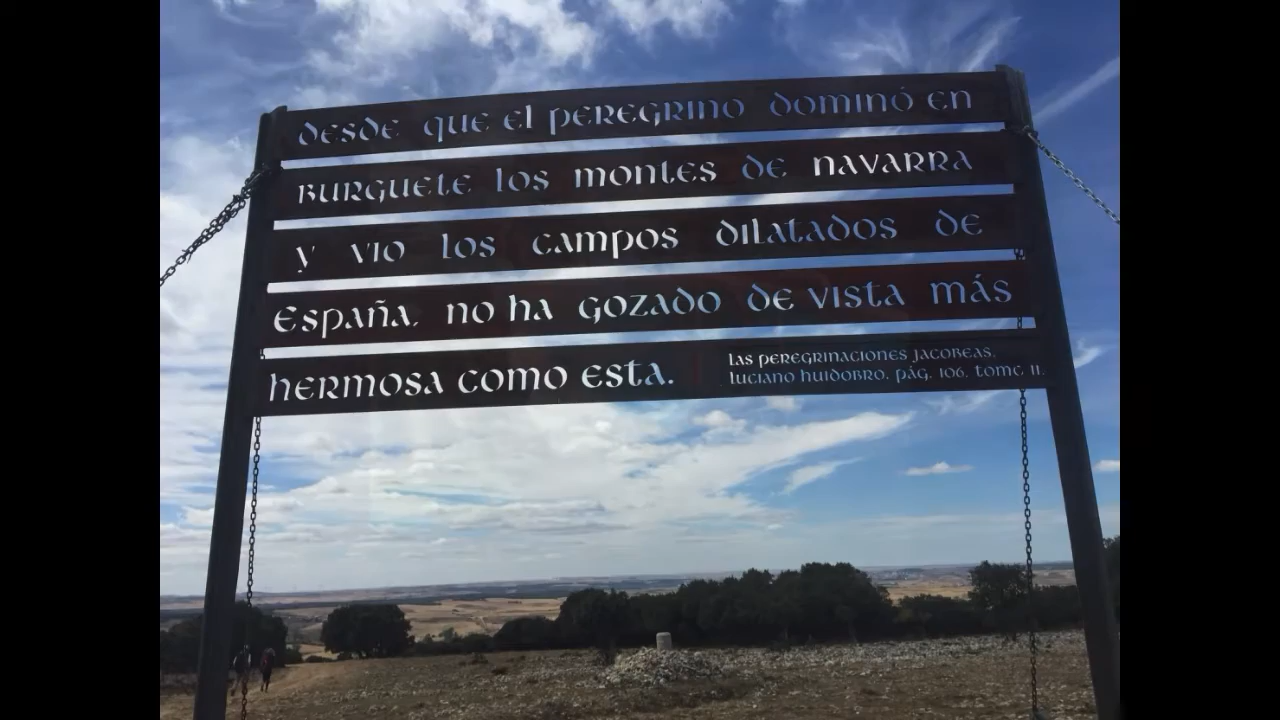 desde que el peregrino dominó en
Burguete los montes de Navarra
y vio los campos dilatados de
España, no ha gozado de vista más
hermosa como esta.
Las peregrinaciones jacobeas,
Luciano Huidobro, pág. 106, tomo II.